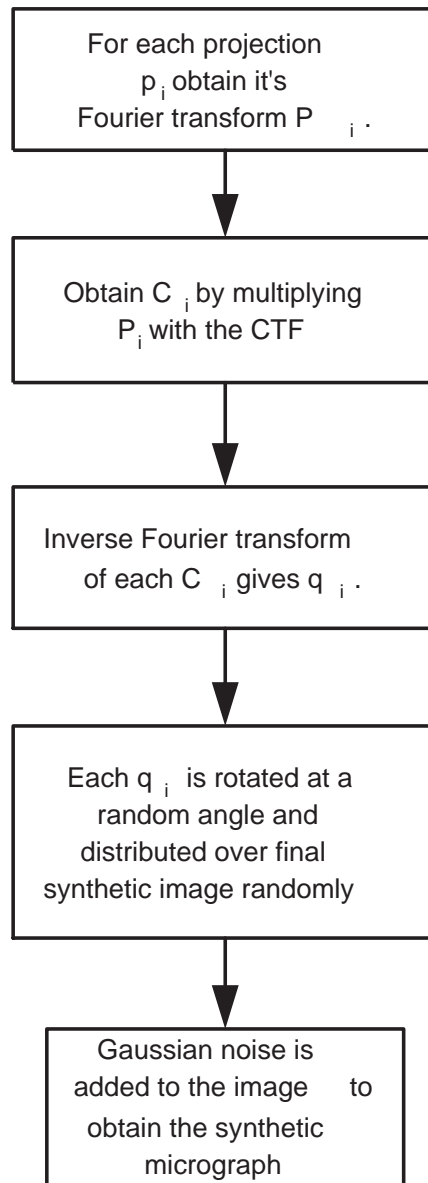 For each projection
p i obtain it's
Fourier transform P i .
Obtain C i by multiplying
P i with the CTF
Inverse Fourier transform
of each C i gives q i .
Each q i is rotated at a
random angle and
distributed over final
synthetic image randomly
Gaussian noise is
added to the image to
obtain the synthetic
micrograph